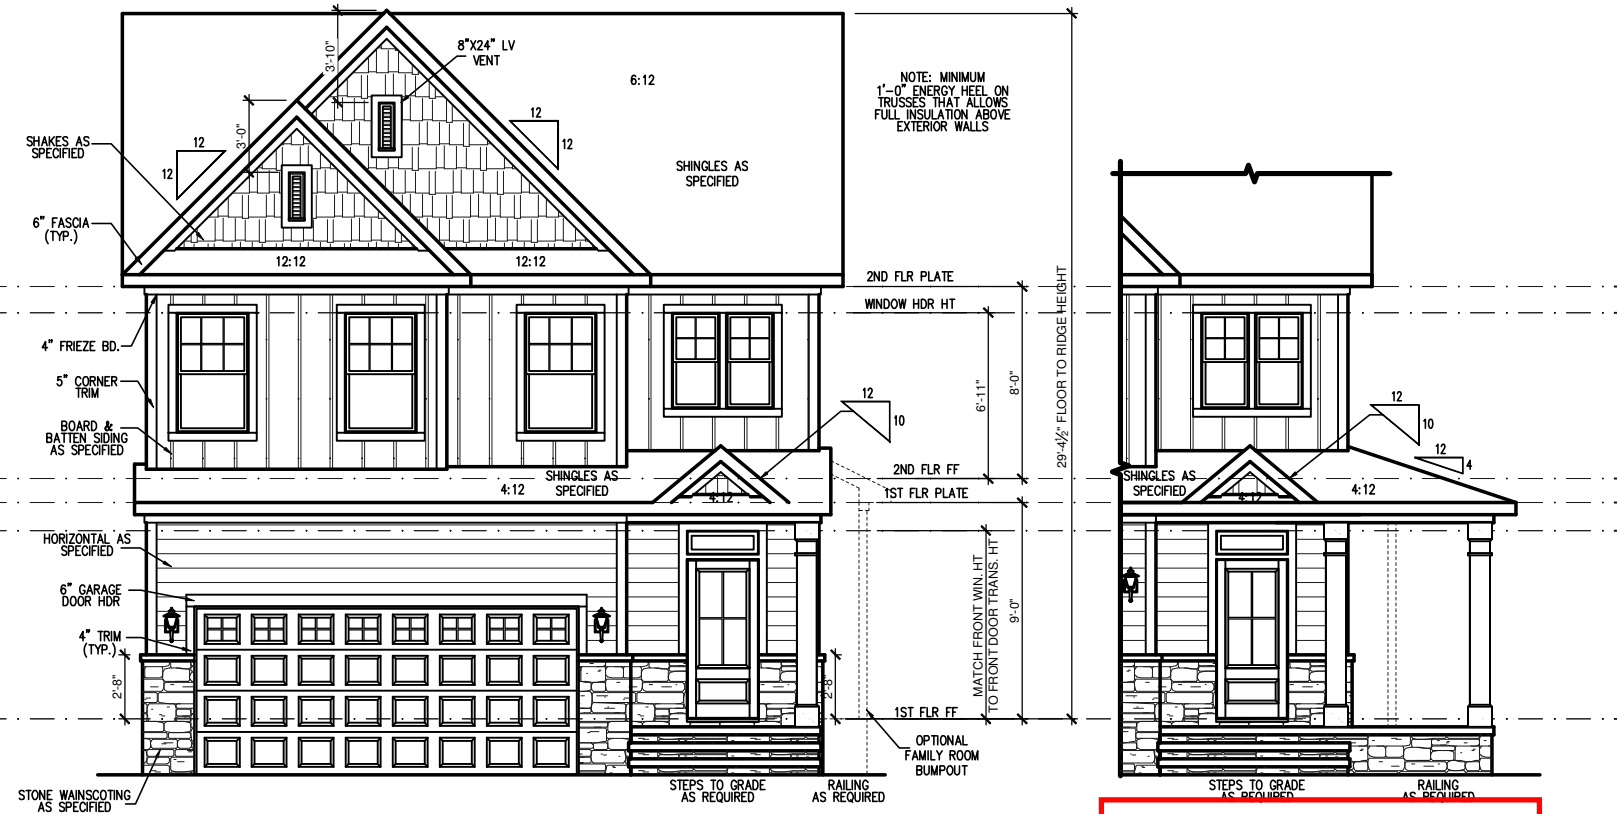 3'-10"
8"X24" LV
VENT
6:12
NOTE: MINIMUM
1'-0" ENERGY HEEL ON
TRUSSES THAT ALLOWS
FULL INSULATION ABOVE
EXTERIOR WALLS
3'-0"
12
12
12
12
SHAKES AS
SPECIFIED
SHINGLES AS
SPECIFIED
6" FASCIA
(TYP.)
12:12
12:12
2ND FLR PLATE
WINDOW HDR HT
29'-4½" FLOOR TO RIDGE HEIGHT
4" FRIEZE BD.
5" CORNER
TRIM
6'-11"
8'-0"
12
10
12
10
BOARD &
BATTEN SIDING
AS SPECIFIED
12
4
2ND FLR FF
SHINGLES AS
SPECIFIED
4:12
4:12
1ST FLR PLATE
SHINGLES AS
SPECIFIED
4:12
4:12
HORIZONTAL AS
SPECIFIED
6" GARAGE
DOOR HDR
4" TRIM
(TYP.)
MATCH FRONT WIN. HT
TO FRONT DOOR TRANS. HT
9'-0"
2'-8"
2'-8"
1ST FLR FF
OPTIONAL
FAMILY ROOM
BUMPOUT
STONE WAINSCOTING
AS SPECIFIED
STEPS TO GRADE
AS REQUIRED
RAILING
AS REQUIRED
STEPS TO GRADE
AS REQUIRED
RAILING
AS REQUIRED